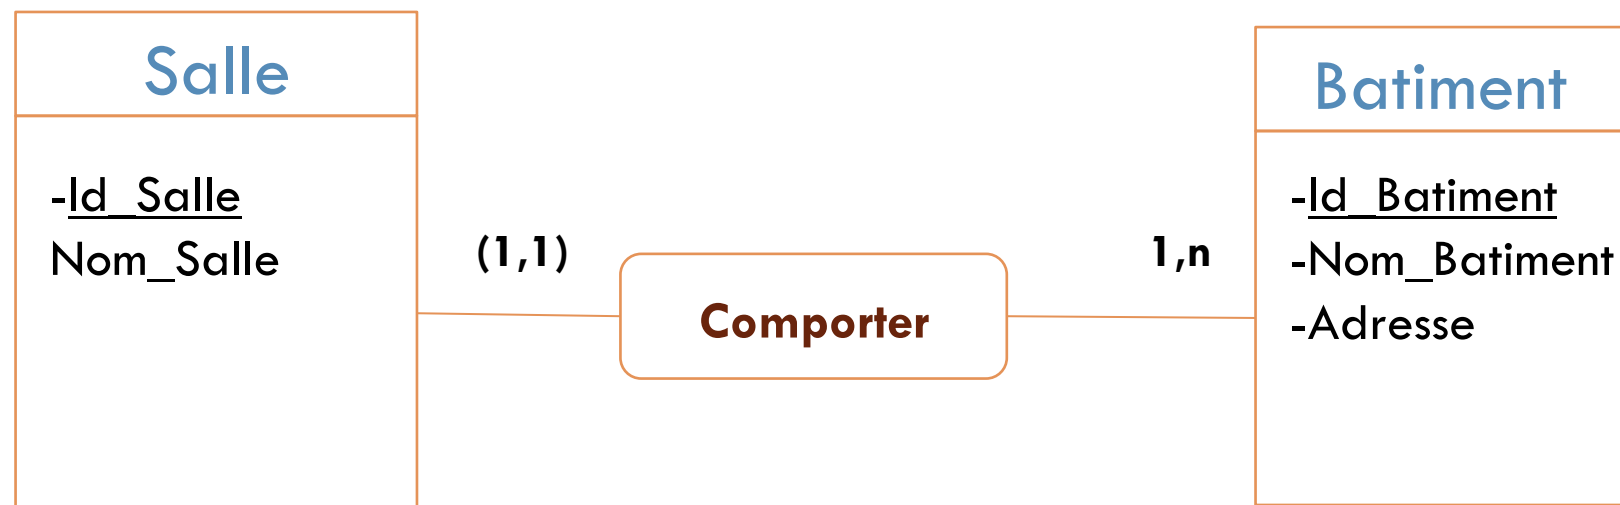 Salle
-Id_Salle
Nom_Salle
(1,1)
Comporter
1,n
Batiment
-Id_Batiment
-Nom_Batiment
-Adresse